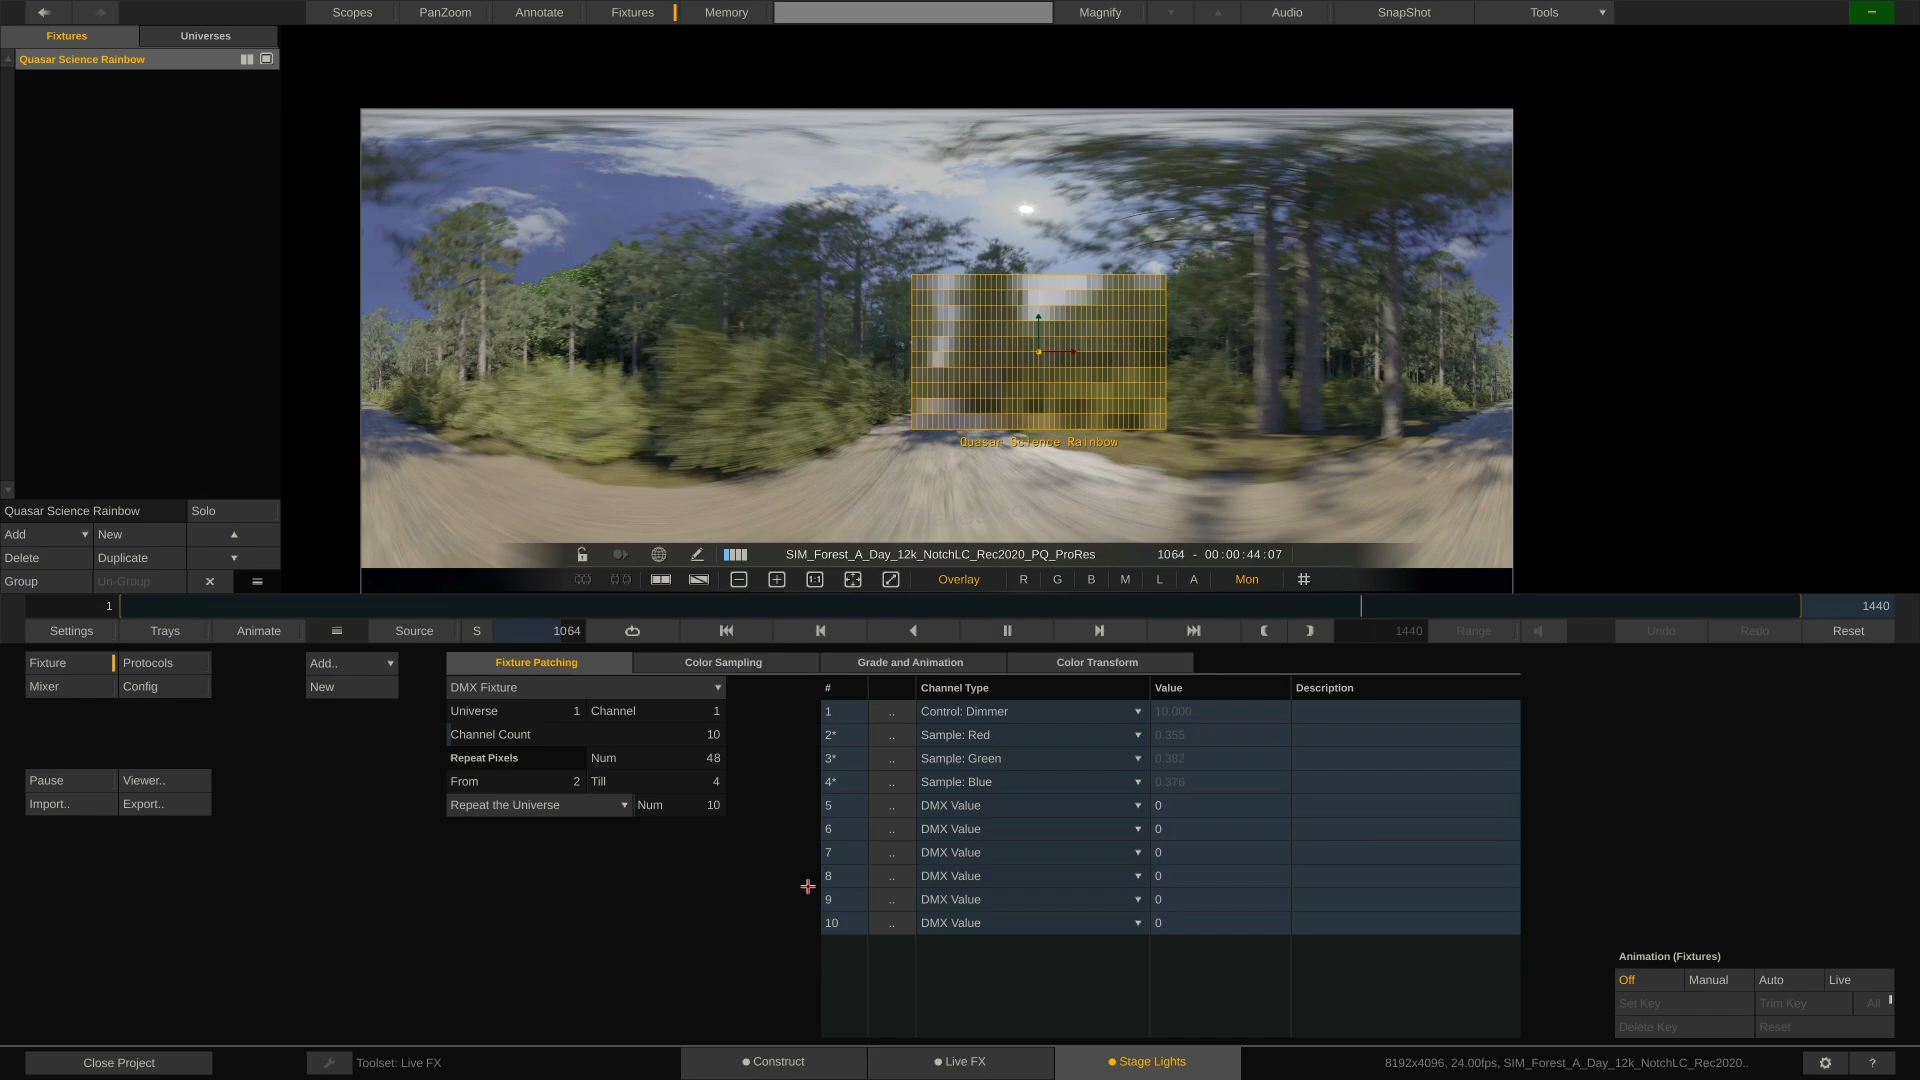 Scopes PanZoom Annotate Fixtures Memory Magnify Audio SnapShot Tools
Fixtures Universes
Quasar Science Rainbow
Quasar Science Rainbow
Quasar Science Rainbow Solo
Add New
Delete Duplicate
Group Un-Group
SIM_Forest_A_Day_12k_NotchLC_Rec2020_PQ_ProRes 1064 - 00:00:44:07
1:1 Overlay R G B M L A Mon
1 1440
Settings Trays Animate Source S 1064 1440 Range Undo Redo Reset
Fixture Protocols Add.. Fixture Patching Color Sampling Grade and Animation Color Transform
Mixer Config New DMX Fixture # Channel Type Value Description
Universe 1 Channel 1 1 .. Control: Dimmer 10.000
Channel Count 10 2* .. Sample: Red 0.355
Repeat Pixels Num 48 3* .. Sample: Green 0.382
Pause Viewer.. From 2 Till 4 4* .. Sample: Blue 0.376
Import.. Export.. Repeat the Universe Num 10 5 .. DMX Value 0
6 .. DMX Value 0
7 .. DMX Value 0
8 .. DMX Value 0
9 .. DMX Value 0
10 .. DMX Value 0
Animation (Fixtures)
Off Manual Auto Live
Set Key Trim Key All
Delete Key Reset
Close Project Toolset: Live FX Construct Live FX Stage Lights 8192x4096, 24.00fps, SIM_Forest_A_Day_12k_NotchLC_Rec2020.. ?